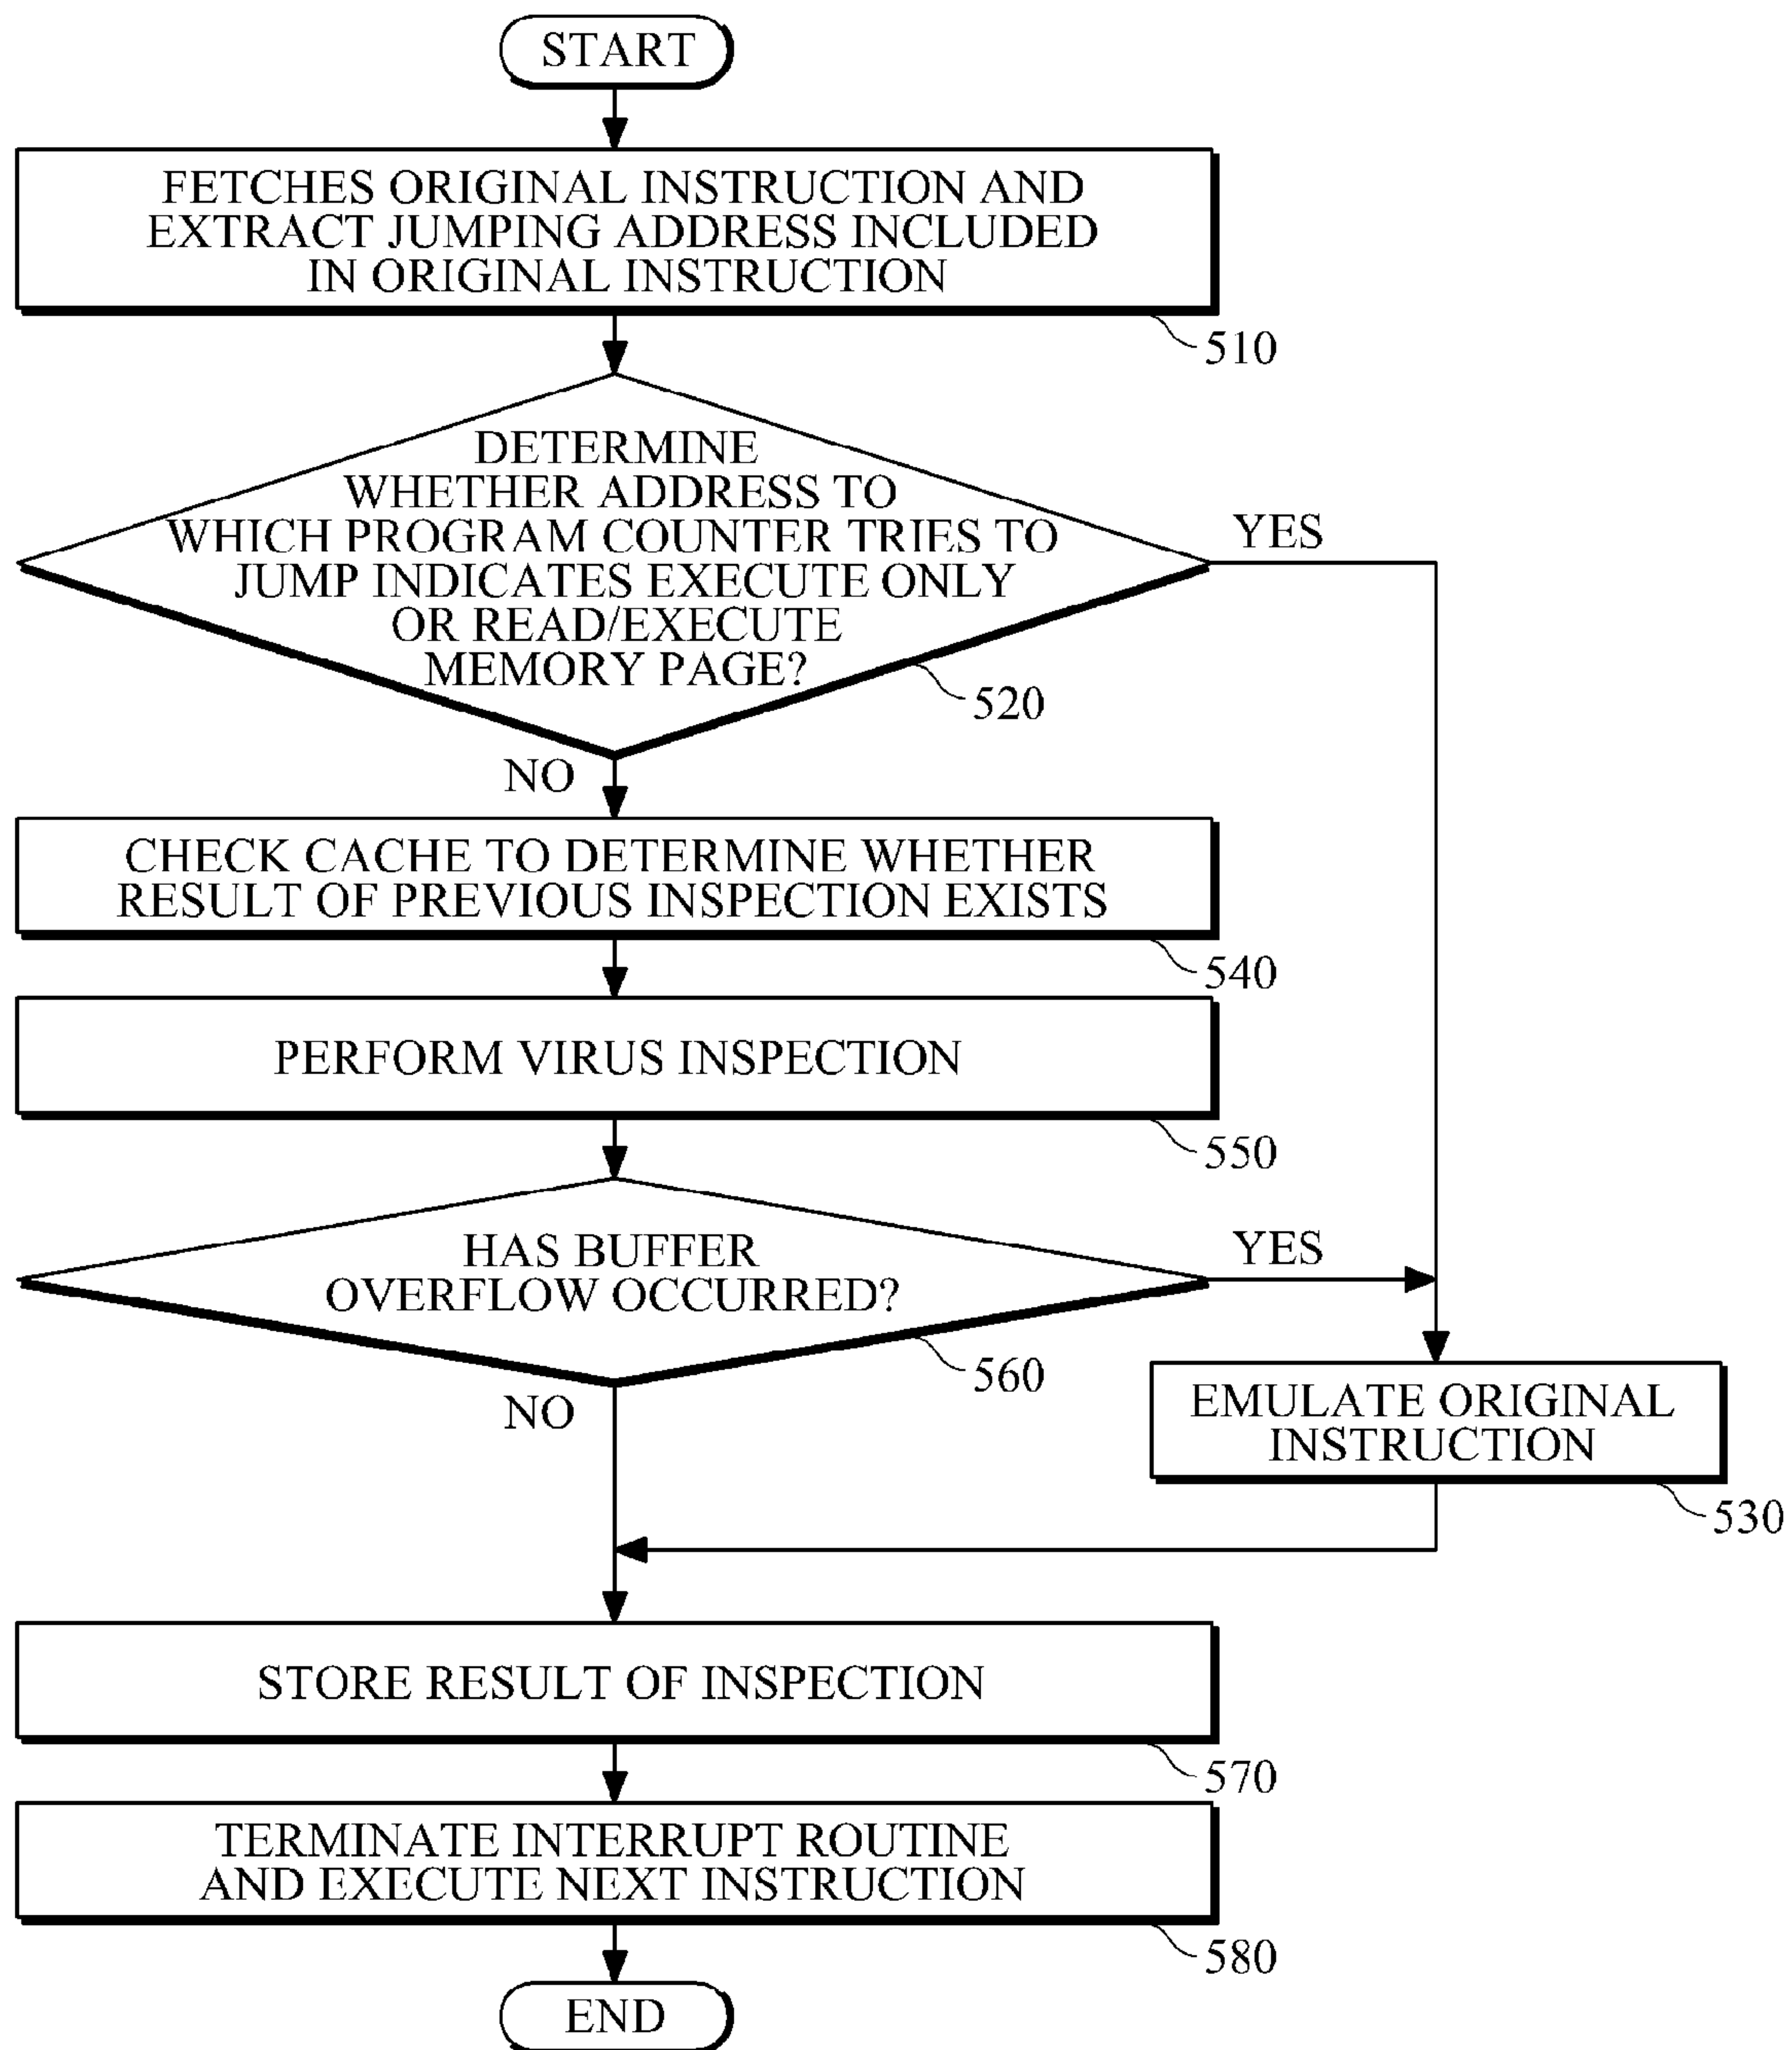 START
FETCHES ORIGINAL INSTRUCTION AND
EXTRACT JUMPING ADDRESS INCLUDED
IN ORIGINAL INSTRUCTION
510
DETERMINE
WHETHER ADDRESS TO
WHICH PROGRAM COUNTER TRIES TO
JUMP INDICATES EXECUTE ONLY
OR READ/EXECUTE
MEMORY PAGE?
YES
520
NO
CHECK CACHE TO DETERMINE WHETHER
RESULT OF PREVIOUS INSPECTION EXISTS
540
PERFORM VIRUS INSPECTION
550
HAS BUFFER
OVERFLOW OCCURRED?
YES
560
NO
EMULATE ORIGINAL
INSTRUCTION
530
STORE RESULT OF INSPECTION
570
TERMINATE INTERRUPT ROUTINE
AND EXECUTE NEXT INSTRUCTION
580
END